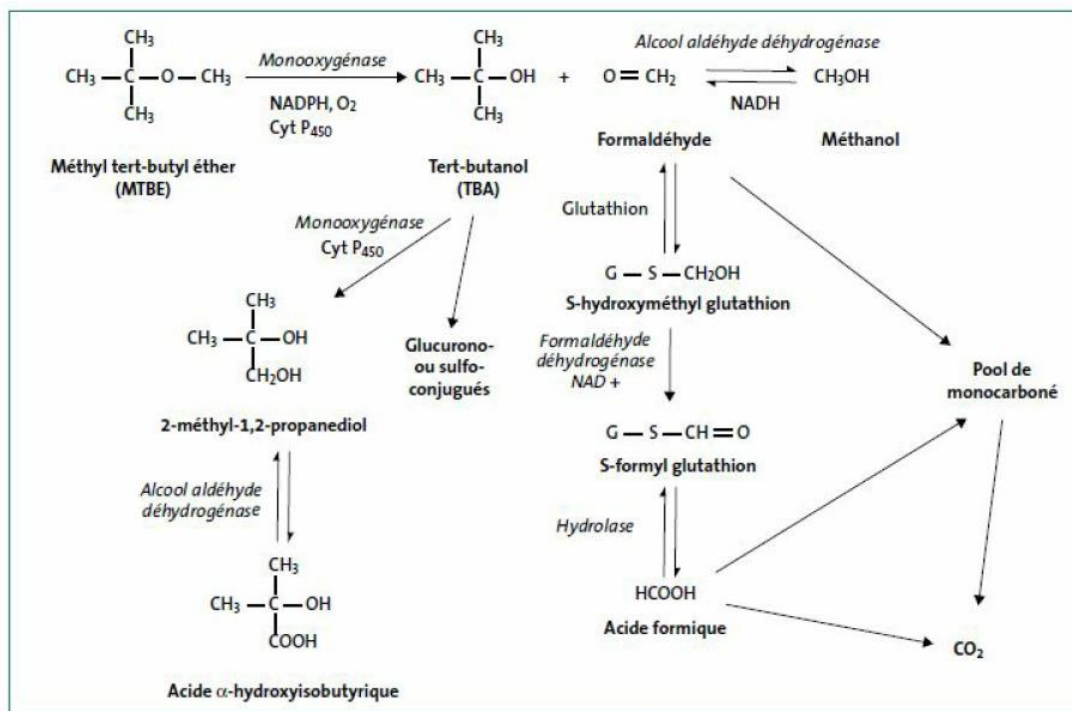 CH3
CH3 — C — O — CH3
CH3
Méthyl tert-butyl éther
(MTBE)
Monooxygénase
NADPH, O2
Cyt P450
CH3
CH3 — C — OH
CH3
Tert-butanol
(TBA)
+
O = CH2
Formaldéhyde
Alcool aldéhyde déhydrogénase
NADH
CH3OH
Méthanol
Monooxygénase
Cyt P450
CH3
CH3 — C — OH
CH2OH
2-méthyl-1,2-propanediol
Glucurono-
ou sulfo-
conjugués
Alcool aldéhyde
déhydrogénase
CH3
CH3 — C — OH
COOH
Acide α-hydroxyisobutyrique
Glutathion
G — S — CH2OH
S-hydroxyméthyl glutathion
Formaldéhyde
déhydrogénase
NAD +
G — S — CH = O
S-formyl glutathion
Hydrolase
HCOOH
Acide formique
Pool de
monocarboné
CO2